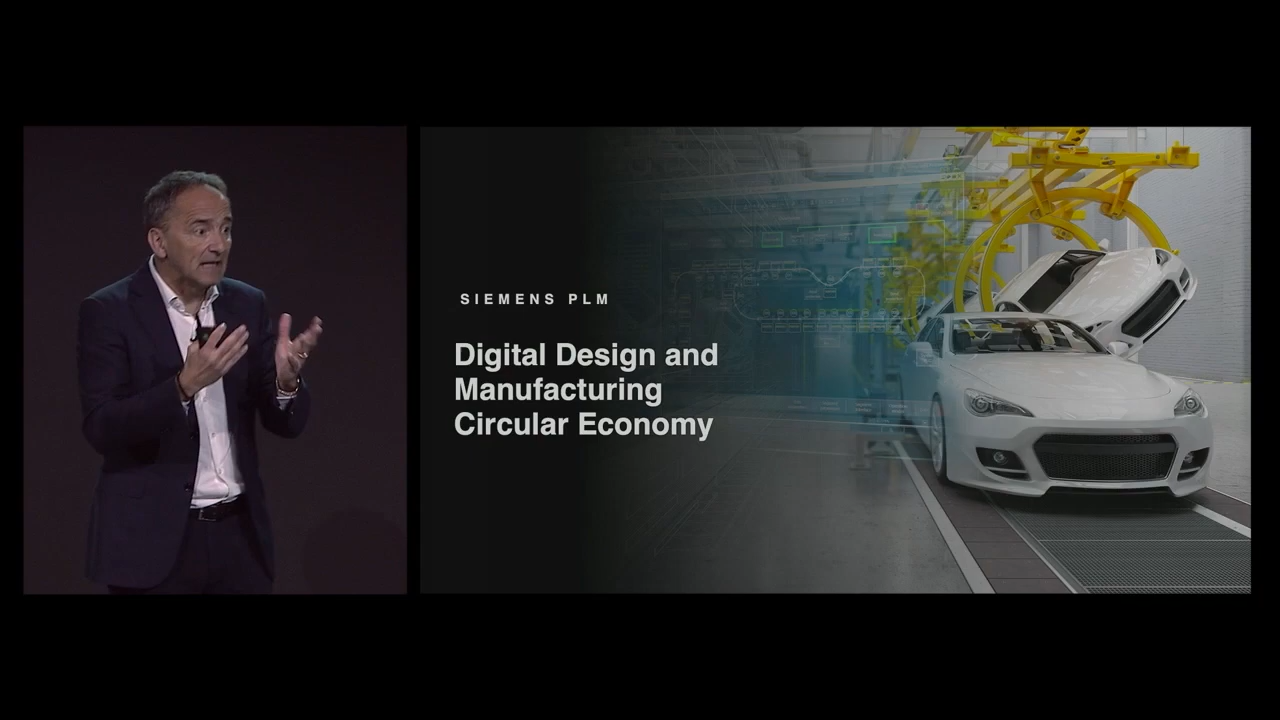 SIEMENS PLM
Digital Design and
Manufacturing
Circular Economy